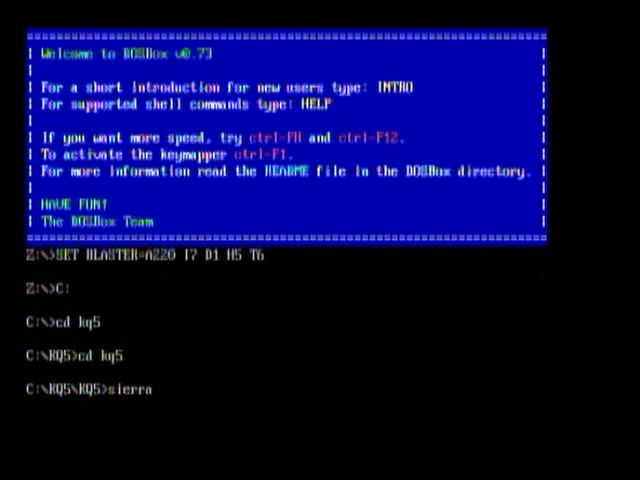 Welcome to DOSBox v0.73
For a short introduction for new users type: INTRO
For supported shell commands type: HELP
If you want more speed, try ctrl-F8 and ctrl-F12.
To activate the keymapper ctrl-F1.
For more information read the README file in the DOSBox directory.
HAVE FUN!
The DOSBox Team
Z:\>SET BLASTER=A220 I7 D1 H5 T6
Z:\>C:
C:\>cd kq5
C:\KQ5>cd kq5
C:\KQ5\KQ5>sierra